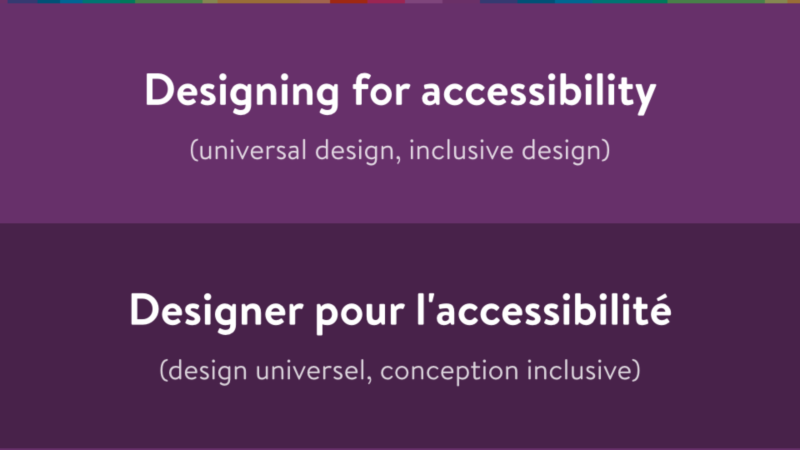 Designing for accessibility
(universal design, inclusive design)
Designer pour l'accessibilité
(design universel, conception inclusive)